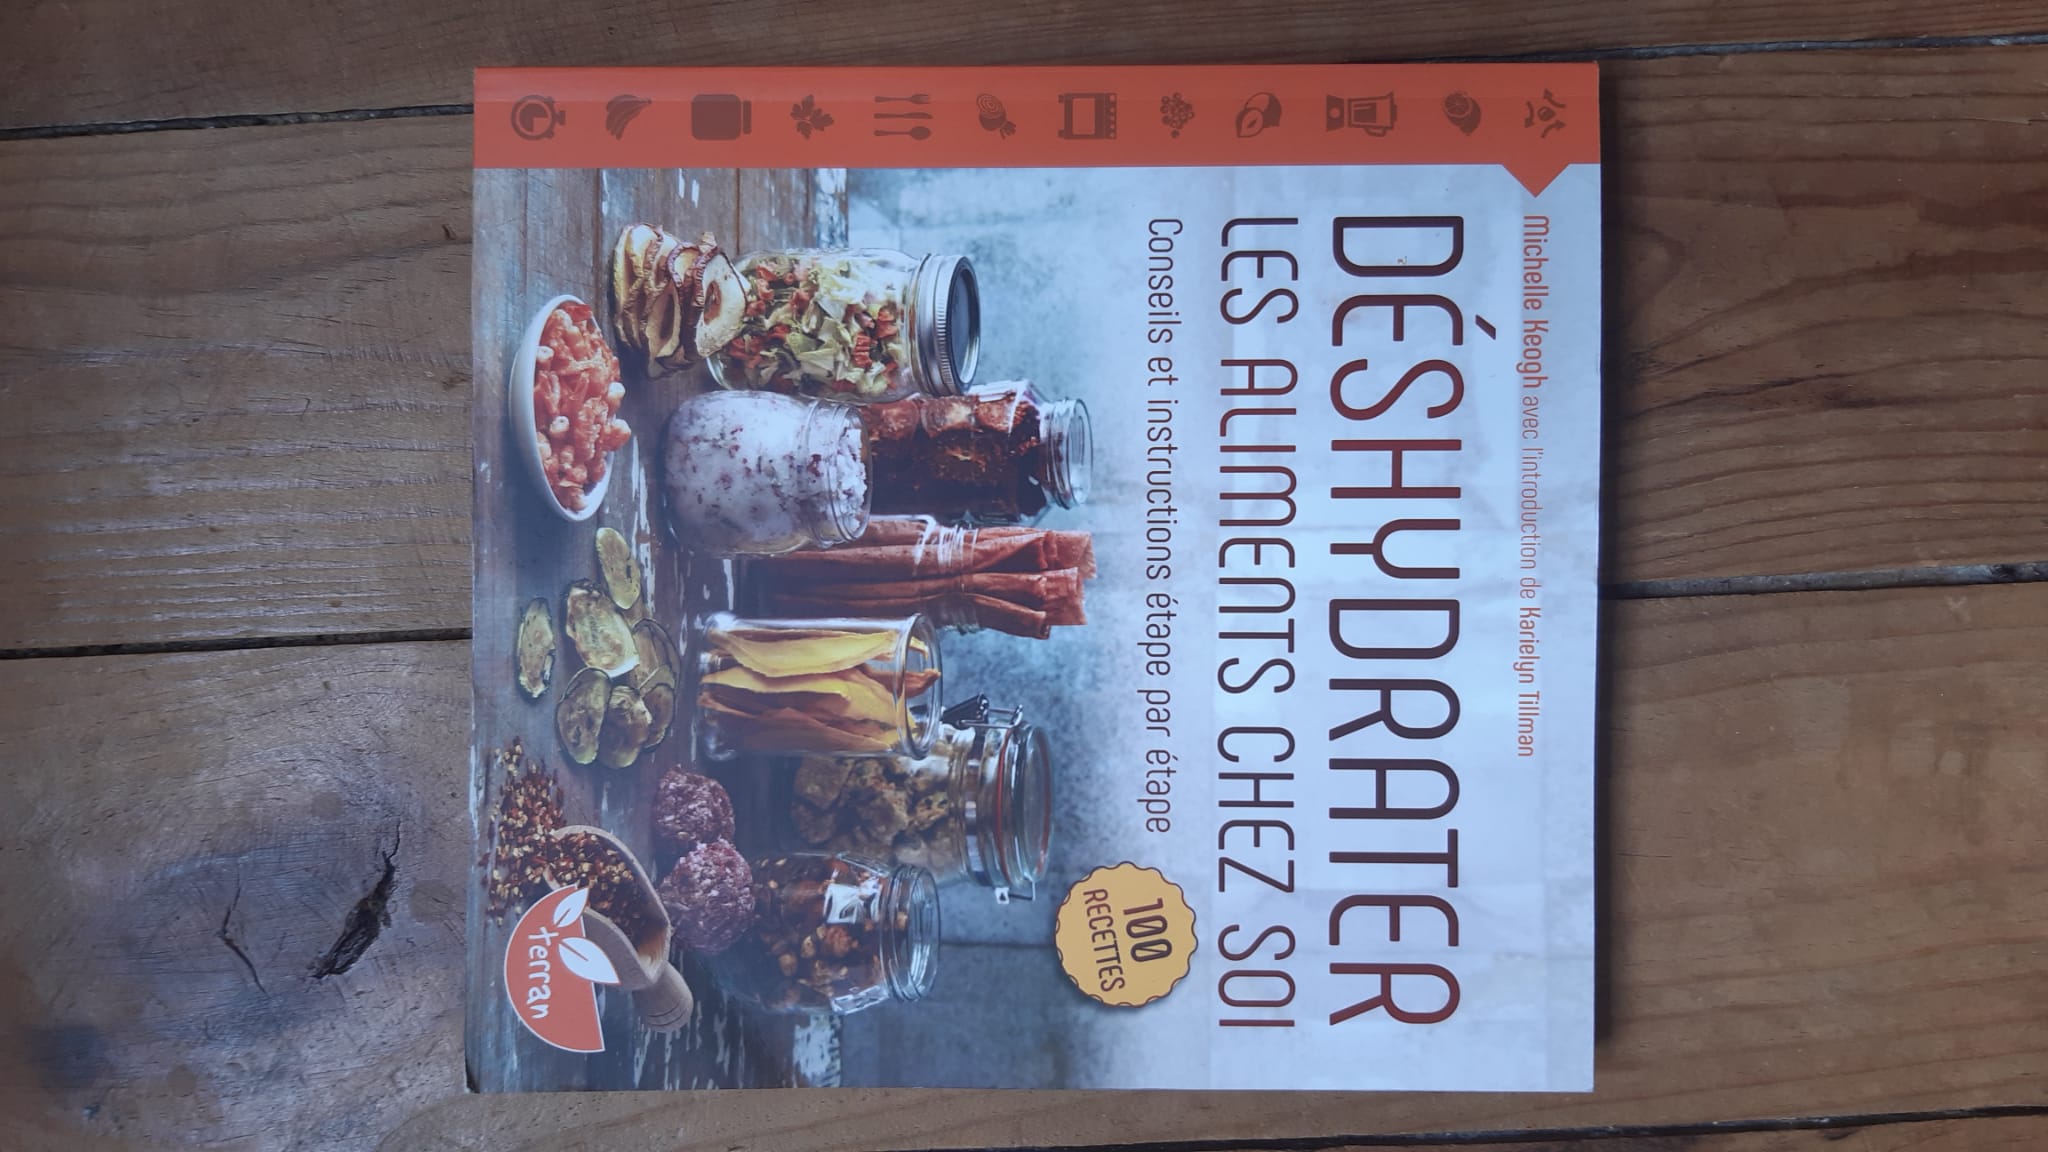 Michelle Keogh avec l'introduction de Karielyn Tillman
DÉSHYDRATER
LES ALIMENTS CHEZ SOI
Conseils et instructions étape par étape
100
RECETTES
terran